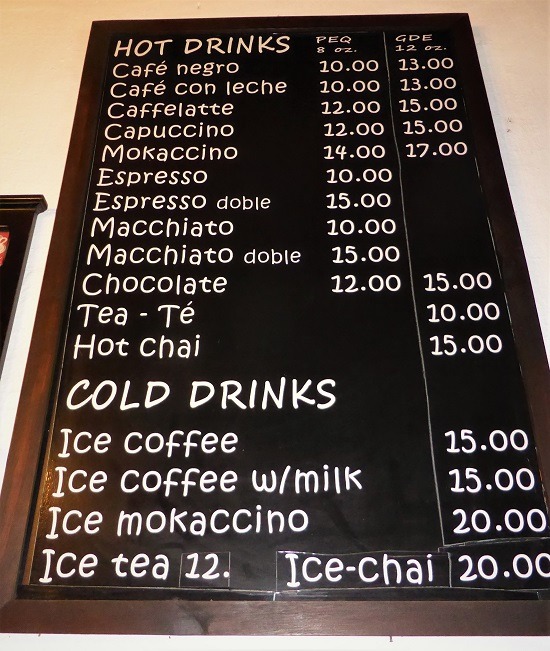 HOT DRINKS PEQ 8 oz. GDE 12 oz.
Café negro 10.00 13.00
Café con leche 10.00 13.00
Caffelatte 12.00 15.00
Capuccino 12.00 15.00
Mokaccino 14.00 17.00
Espresso 10.00
Espresso doble 15.00
Macchiato 10.00
Macchiato doble 15.00
Chocolate 12.00 15.00
Tea - Té 10.00
Hot chai 15.00
COLD DRINKS
Ice coffee 15.00
Ice coffee w/milk 15.00
Ice mokaccino 20.00
Ice tea 12. Ice-chai 20.00